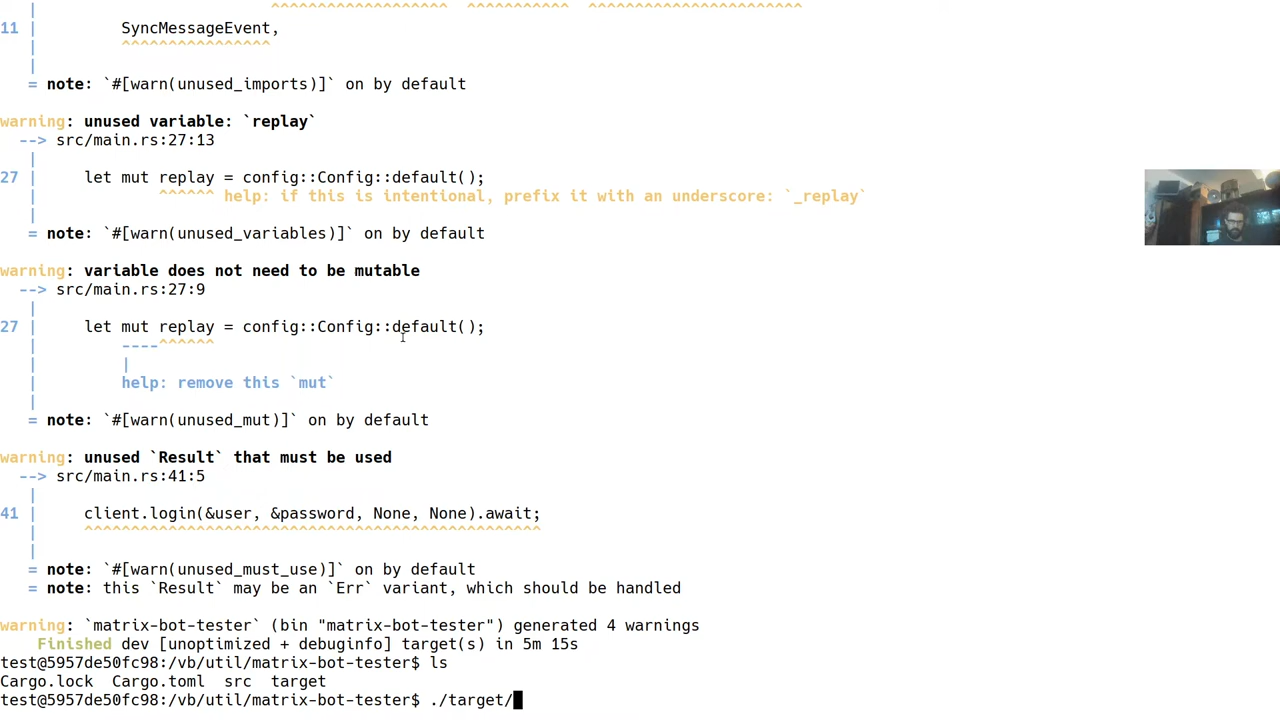 |                         ^^^^^^^^^^^^^^^^^^^  ^^^^^^^^^^^  ^^^^^^^^^^^^^^^^^^^^^^^
11 |         SyncMessageEvent,
   |         ^^^^^^^^^^^^^^^^
   |
   = note: `#[warn(unused_imports)]` on by default
warning: unused variable: `replay`
  --> src/main.rs:27:13
   |
27 |     let mut replay = config::Config::default();
   |             ^^^^^^ help: if this is intentional, prefix it with an underscore: `_replay`
   |
   = note: `#[warn(unused_variables)]` on by default
warning: variable does not need to be mutable
  --> src/main.rs:27:9
   |
27 |     let mut replay = config::Config::default();
   |         ----^^^^^^
   |         |
   |         help: remove this `mut`
   |
   = note: `#[warn(unused_mut)]` on by default
warning: unused `Result` that must be used
  --> src/main.rs:41:5
   |
41 |     client.login(&user, &password, None, None).await;
   |     ^^^^^^^^^^^^^^^^^^^^^^^^^^^^^^^^^^^^^^^^^^^^^^^^^
   |
   = note: `#[warn(unused_must_use)]` on by default
   = note: this `Result` may be an `Err` variant, which should be handled
warning: `matrix-bot-tester` (bin "matrix-bot-tester") generated 4 warnings
    Finished dev [unoptimized + debuginfo] target(s) in 5m 15s
test@5957de50fc98:/vb/util/matrix-bot-tester$ ls
Cargo.lock  Cargo.toml  src  target
test@5957de50fc98:/vb/util/matrix-bot-tester$ ./target/